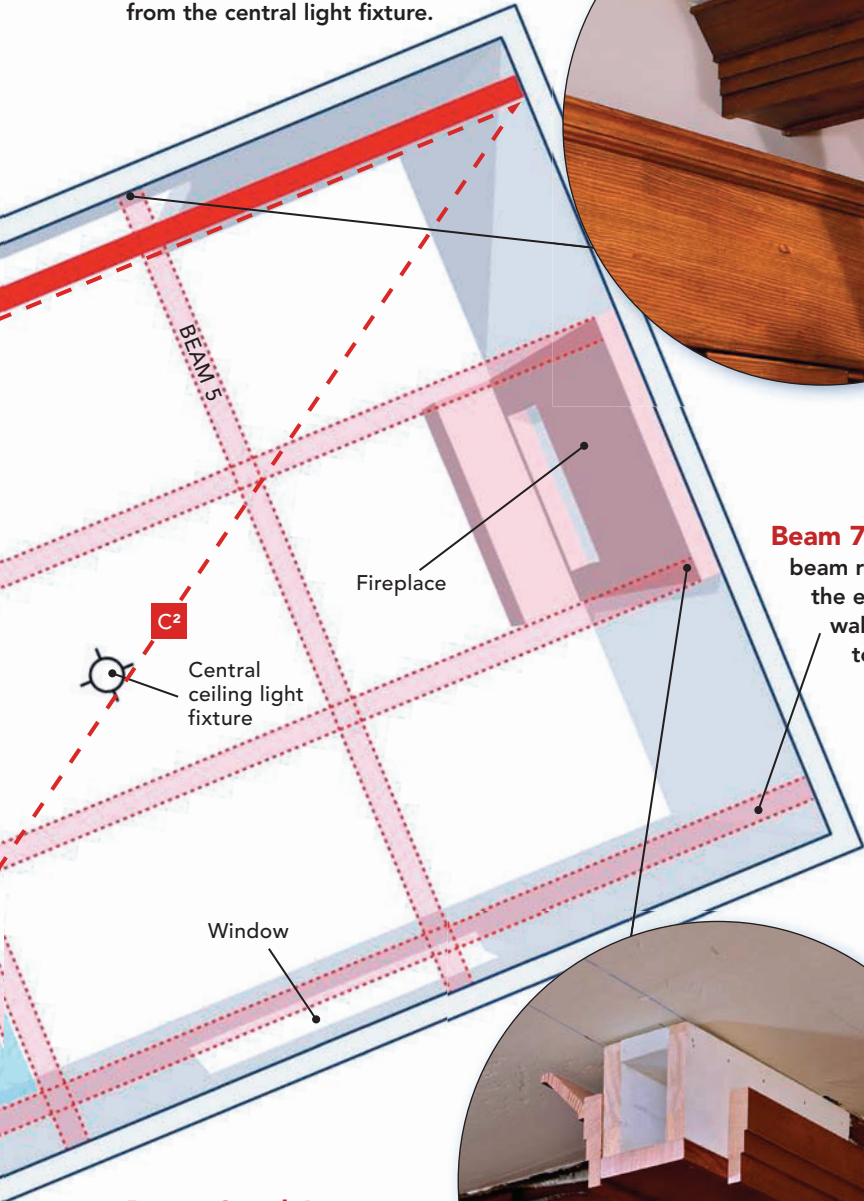 from the central light fixture.
BEAM 5
Fireplace
Beam 7
beam r
the e
wal
te
C²
Central
ceiling light
fixture
Window